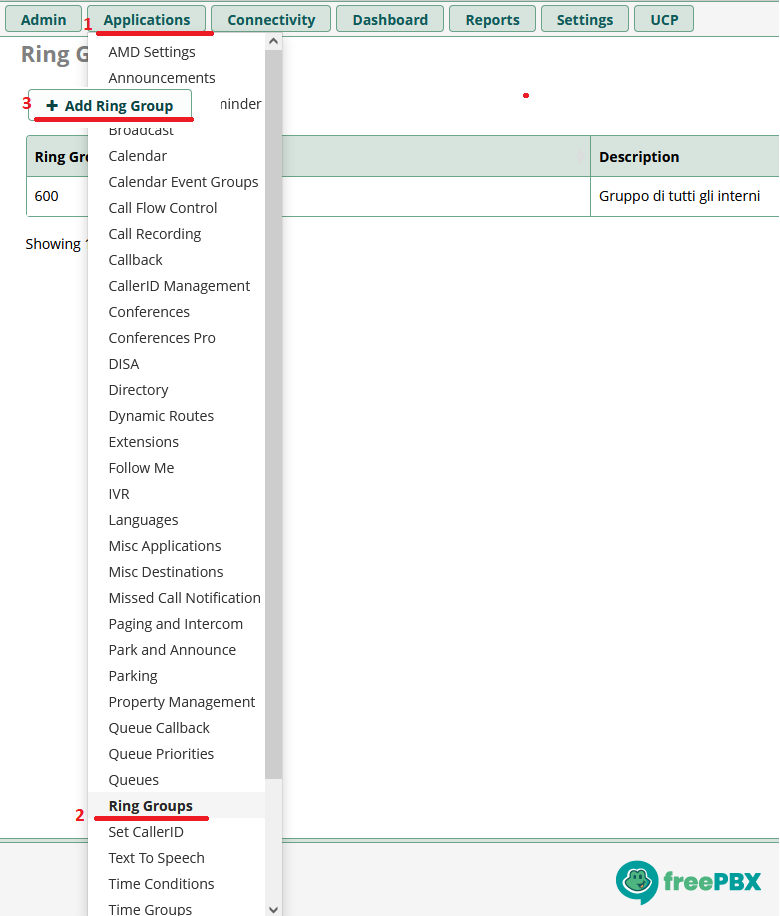 Admin
1 Applications
Connectivity
Dashboard
Reports
Settings
UCP
Ring G
AMD Settings
Announcements
3 + Add Ring Group
minder
Broadcast
Ring Gr
Description
Calendar
Calendar Event Groups
600
Gruppo di tutti gli interni
Call Flow Control
Call Recording
Showing 1
Callback
CallerID Management
Conferences
Conferences Pro
DISA
Directory
Dynamic Routes
Extensions
Follow Me
IVR
Languages
Misc Applications
Misc Destinations
Missed Call Notification
Paging and Intercom
Park and Announce
Parking
Property Management
Queue Callback
Queue Priorities
Queues
2 Ring Groups
Set CallerID
Text To Speech
Time Conditions
Time Groups
freePBX